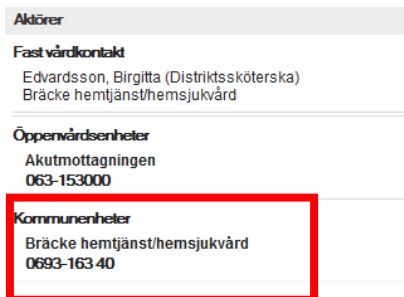 Aktörer
Fast vårdkontakt
Edvardsson, Birgitta (Distriktssköterska)
Bräcke hemtjänst/hemsjukvård
Öppenvårdsenheter
Akutmottagningen
063-153000
Kommunenheter
Bräcke hemtjänst/hemsjukvård
0693-163 40